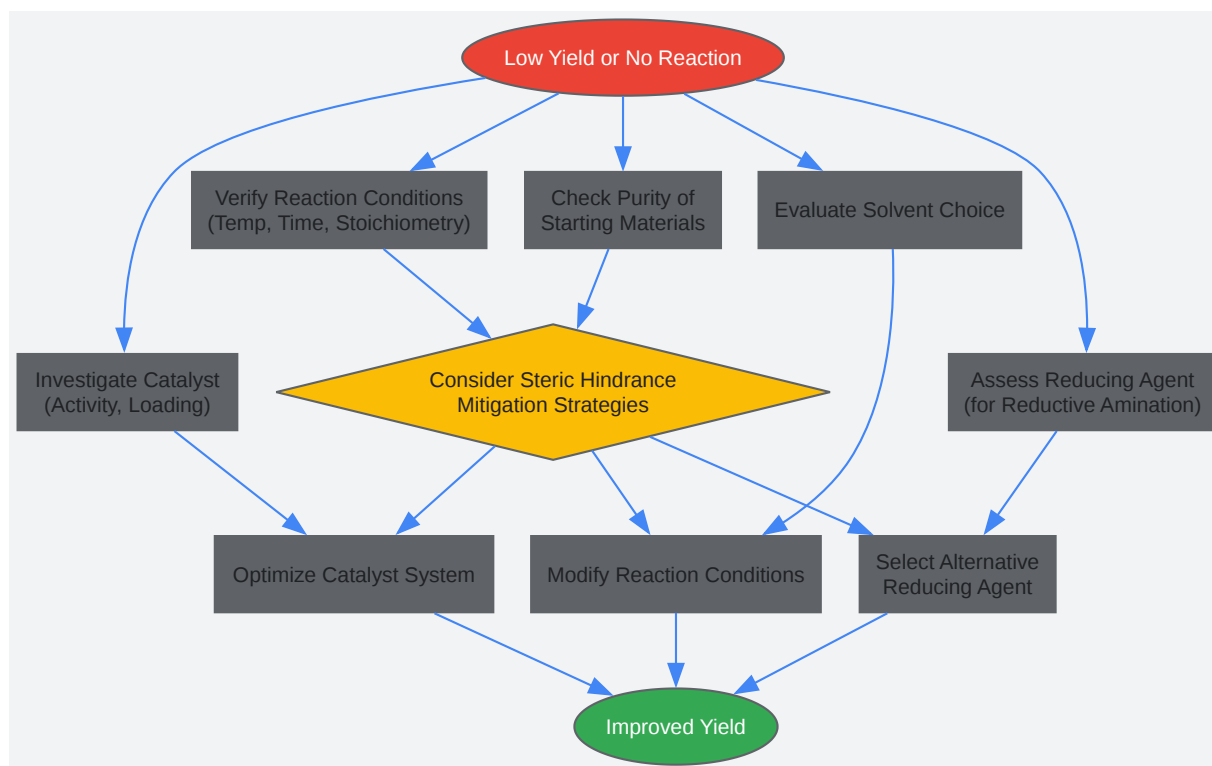 Low Yield or No Reaction
Verify Reaction Conditions
(Temp, Time, Stoichiometry)
Check Purity of
Starting Materials
Evaluate Solvent Choice
Investigate Catalyst
(Activity, Loading)
Consider Steric Hindrance
Mitigation Strategies
Assess Reducing Agent
(for Reductive Amination)
Optimize Catalyst System
Modify Reaction Conditions
Select Alternative
Reducing Agent
Improved Yield